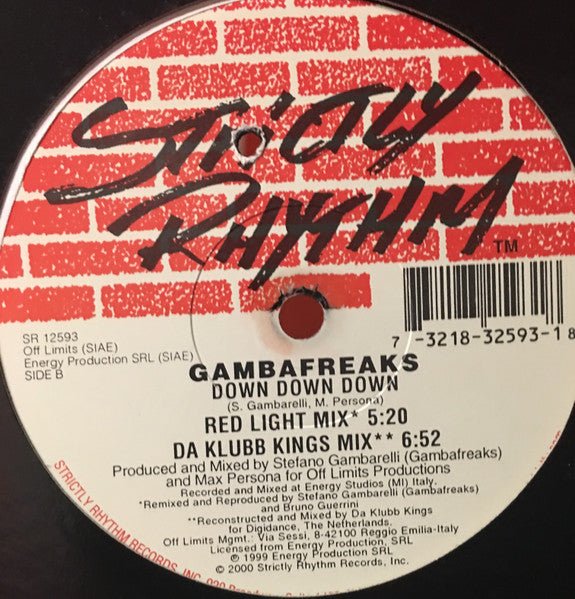 STRICTLY
RHYTHM
TM
7 -3218-32593-1 8
SR 12593
Off Limits (SIAE)
Energy Production SRL (SIAE)
SIDE B
GAMBAFREAKS
DOWN DOWN DOWN
(S. Gambarelli, M. Persona)
RED LIGHT MIX* 5:20
DA KLUBB KINGS MIX** 6:52
Produced and Mixed by Stefano Gambarelli (Gambafreaks)
and Max Persona for Off Limits Productions
Recorded and Mixed at Energy Studios (MI) Italy.
*Remixed and Reproduced by Stefano Gambarelli (Gambafreaks)
and Bruno Guerrini
**Reconstructed and Mixed by Da Klubb Kings
for Digidance, The Netherlands.
Off Limits Mgmt.: Via Sessi, 8-42100 Reggio Emilia-Italy
Licensed from Energy Production, SRL
℗ 1999 Energy Production SRL
© 2000 Strictly Rhythm Records, Inc.
STRICTLY RHYTHM RECORDS, INC. 920